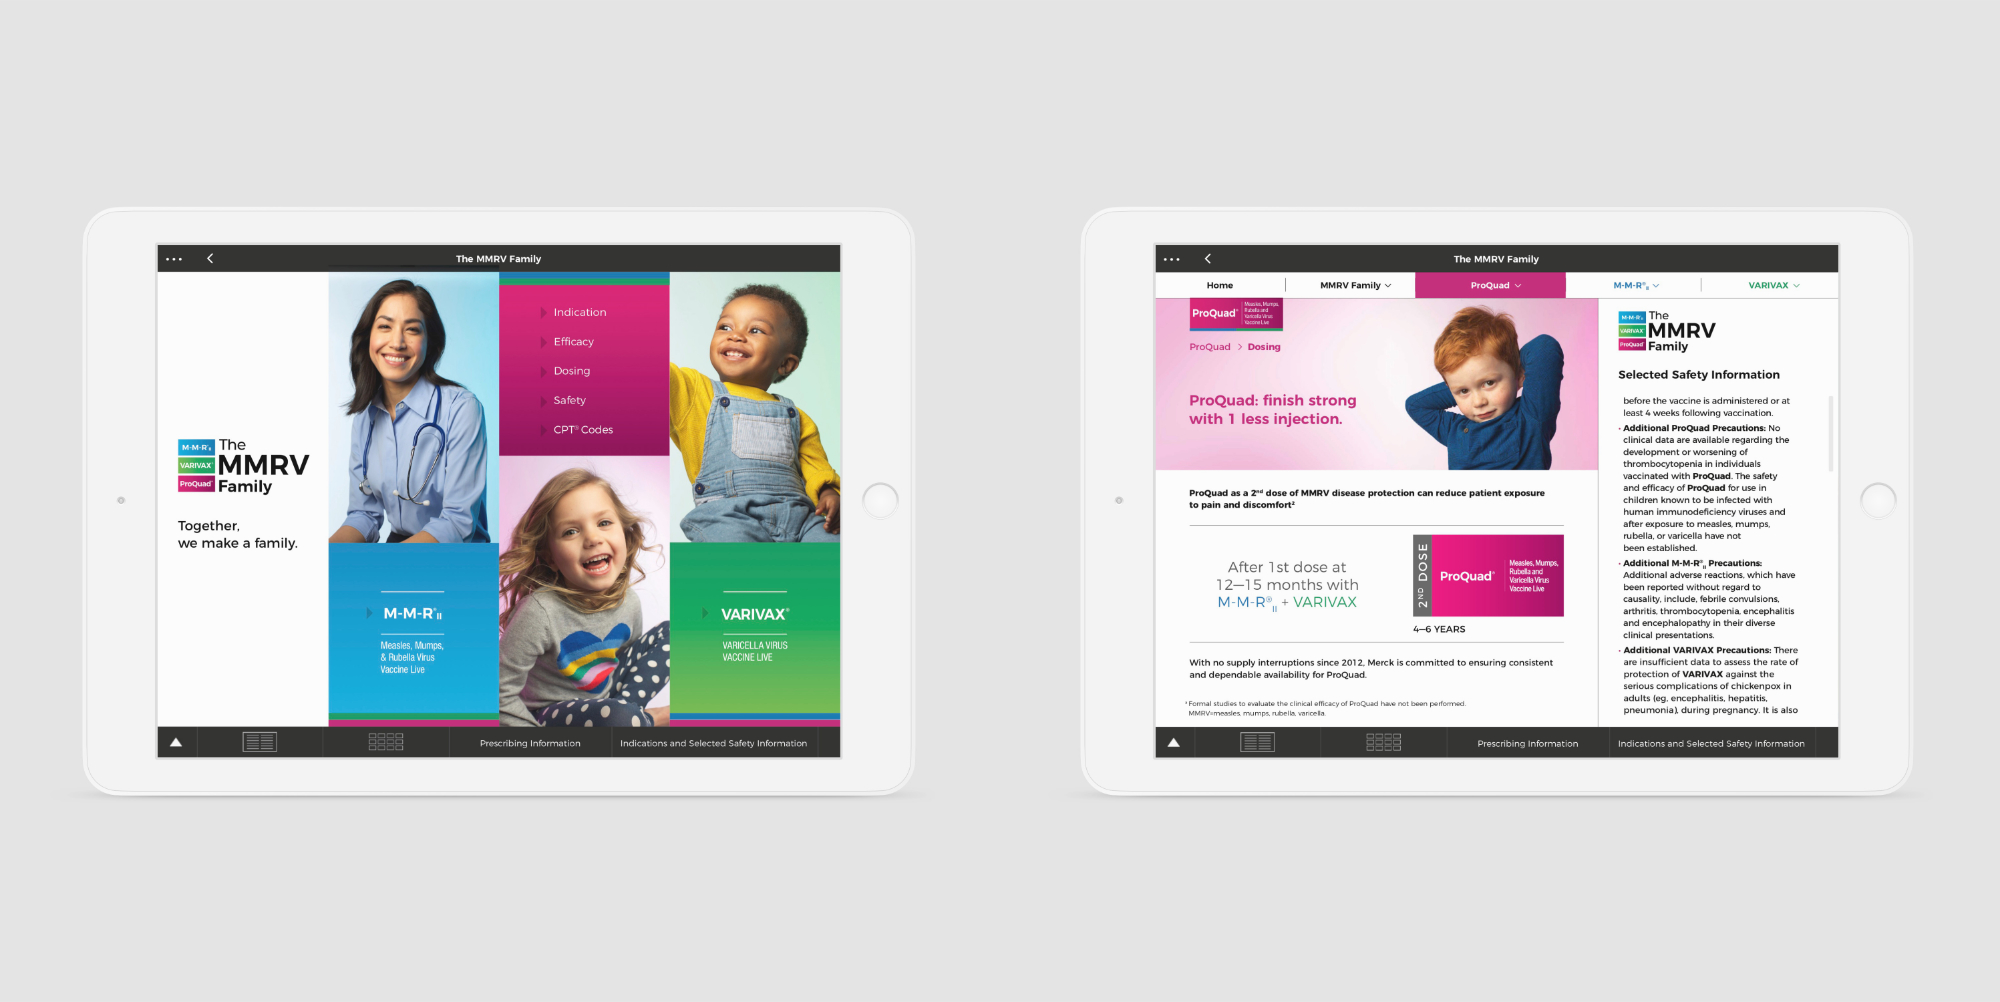 The MMRV Family
M-M-R®II
VARIVAX®
ProQuad®
The
MMRV
Family
Together,
we make a family.
Indication
Efficacy
Dosing
Safety
CPT® Codes
M-M-R®II
Measles, Mumps,
& Rubella Virus
Vaccine Live
VARIVAX®
VARICELLA VIRUS
VACCINE LIVE
Prescribing Information
Indications and Selected Safety Information
The MMRV Family
Home
MMRV Family
ProQuad
M-M-R®II
VARIVAX
ProQuad®
Measles, Mumps,
Rubella and
Varicella Virus
Vaccine Live
ProQuad > Dosing
ProQuad: finish strong
with 1 less injection.
ProQuad as a 2nd dose of MMRV disease protection can reduce patient exposure
to pain and discomfort²
After 1st dose at
12–15 months with
M-M-R®II + VARIVAX
2ND DOSE
ProQuad®
Measles, Mumps,
Rubella and
Varicella Virus
Vaccine Live
4–6 YEARS
With no supply interruptions since 2012, Merck is committed to ensuring consistent
and dependable availability for ProQuad.
Formal studies to evaluate the clinical efficacy of ProQuad have not been performed.
MMRV=measles, mumps, rubella, varicella.
M-M-R®II
VARIVAX®
ProQuad®
The
MMRV
Family
Selected Safety Information
before the vaccine is administered or at
least 4 weeks following vaccination.
• Additional ProQuad Precautions: No
clinical data are available regarding the
development or worsening of
thrombocytopenia in individuals
vaccinated with ProQuad. The safety
and efficacy of ProQuad for use in
children known to be infected with
human immunodeficiency viruses and
after exposure to measles, mumps,
rubella, or varicella have not
been established.
• Additional M-M-R®II Precautions:
Additional adverse reactions, which have
been reported without regard to
causality, include, febrile convulsions,
arthritis, thrombocytopenia, encephalitis
and encephalopathy in their diverse
clinical presentations.
• Additional VARIVAX Precautions: There
are insufficient data to assess the rate of
protection of VARIVAX against the
serious complications of chickenpox in
adults (eg, encephalitis, hepatitis,
pneumonia), during pregnancy. It is also
Prescribing Information
Indications and Selected Safety Information